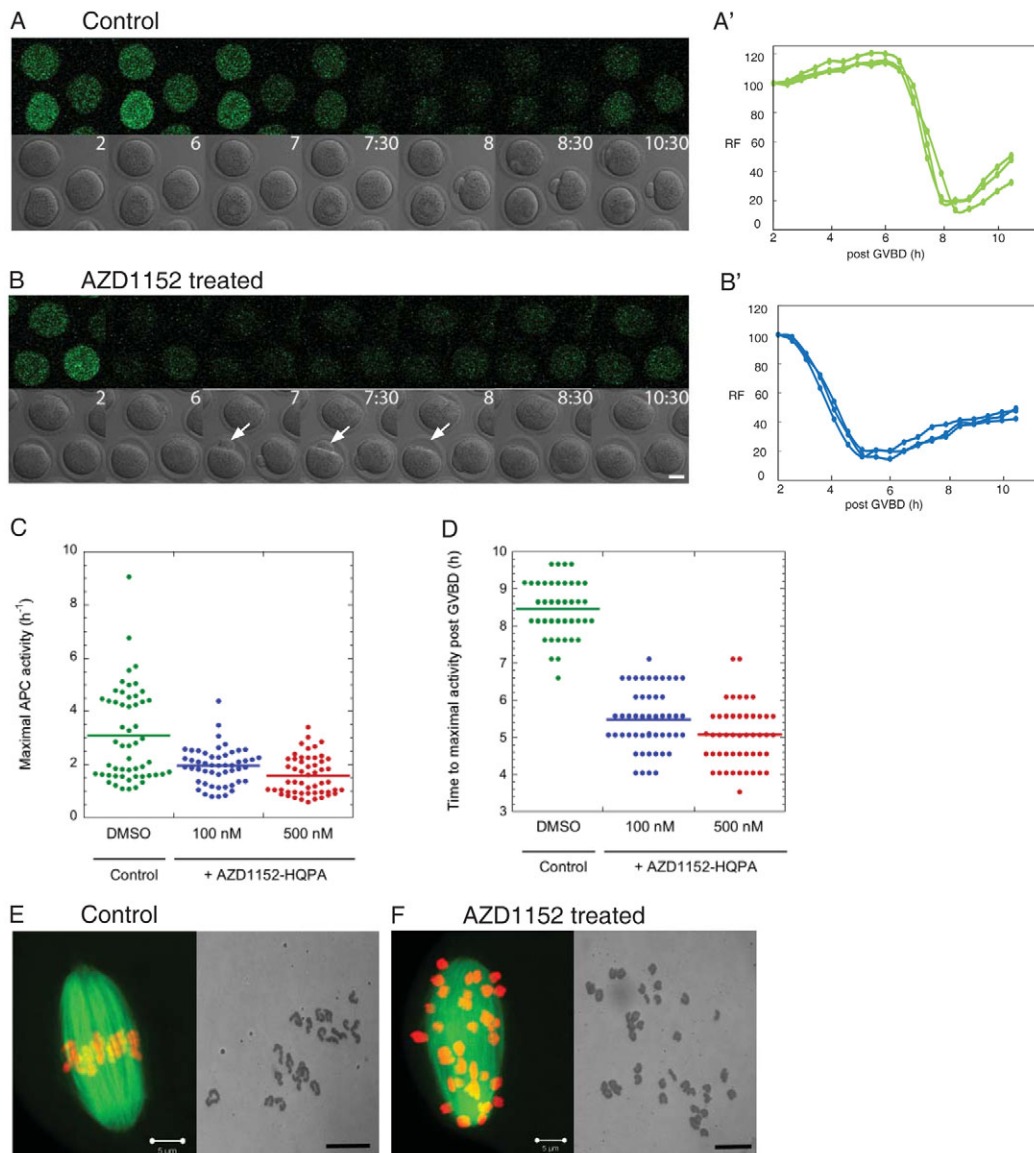 A Control
2 6 7 7:30 8 8:30 10:30
A'
120
100
80
60
40
20
0
RF
2 4 6 8 10
post GVBD (h)
B AZD1152 treated
2 6 7 7:30 8 8:30 10:30
B'
120
100
80
60
40
20
0
RF
2 4 6 8 10
post GVBD (h)
C
Maximal APC activity (h-1)
10
8
6
4
2
0
DMSO 100 nM 500 nM
Control + AZD1152-HQPA
D
Time to maximal activity post GVBD (h)
10
9
8
7
6
5
4
3
DMSO 100 nM 500 nM
Control + AZD1152-HQPA
E Control
5 µm
F AZD1152 treated
5 µm